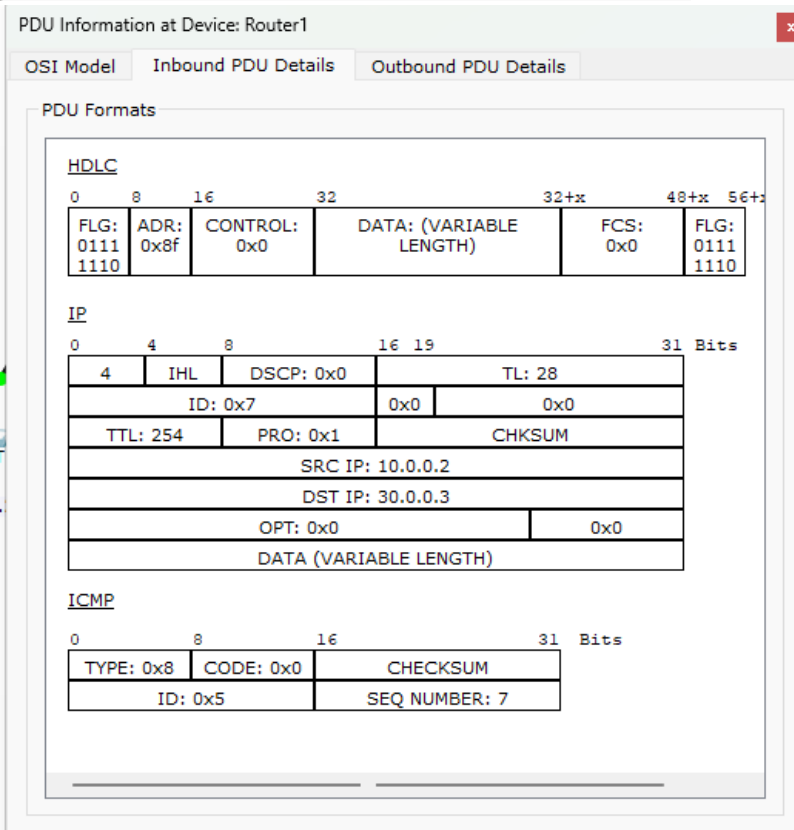 PDU Information at Device: Router1
x
OSI Model Inbound PDU Details Outbound PDU Details
PDU Formats
HDLC
0 8 16 32 32+x 48+x 56+
FLG: 0111 1110 ADR: 0x8f CONTROL: 0x0 DATA: (VARIABLE LENGTH) FCS: 0x0 FLG: 0111 1110
IP
0 4 8 16 19 31 Bits
4 IHL DSCP: 0x0 TL: 28
ID: 0x7 0x0 0x0
TTL: 254 PRO: 0x1 CHKSUM
SRC IP: 10.0.0.2
DST IP: 30.0.0.3
OPT: 0x0 0x0
DATA (VARIABLE LENGTH)
ICMP
0 8 16 31 Bits
TYPE: 0x8 CODE: 0x0 CHECKSUM
ID: 0x5 SEQ NUMBER: 7